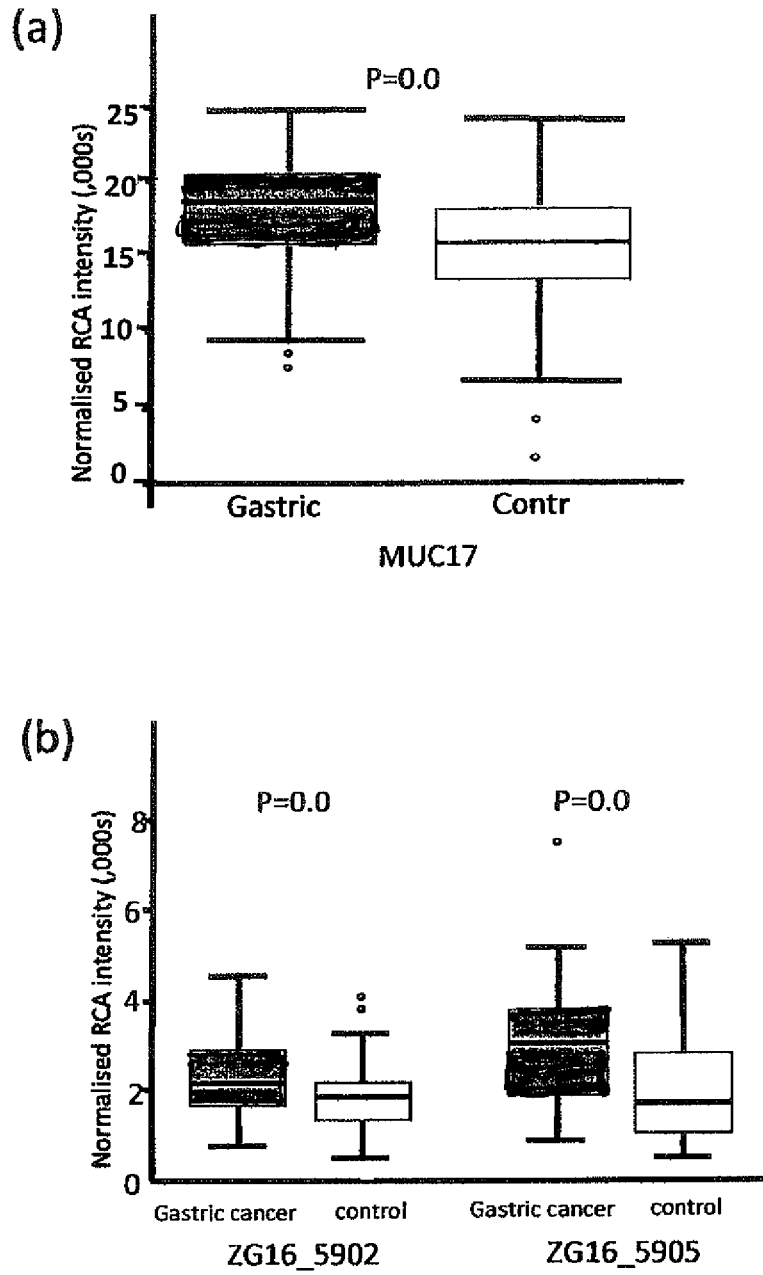 (a)
P=0.0
Normalised RCA intensity (,000s)
25
20
15
10
5
0
Gastric Contr
MUC17
(b)
P=0.0 P=0.0
Normalised RCA intensity (,000s)
8
6
4
2
0
Gastric cancer control Gastric cancer control
ZG16_5902 ZG16_5905